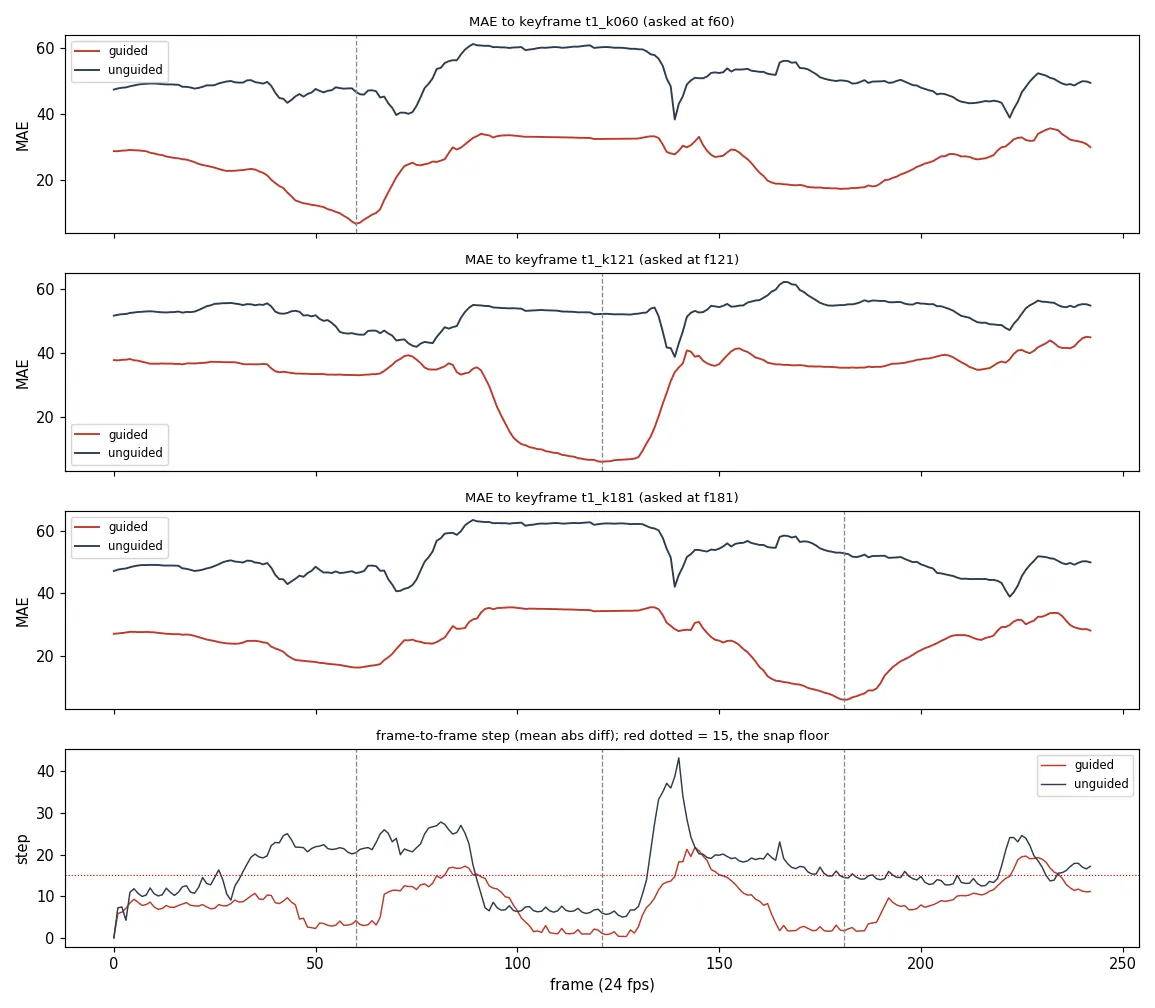 MAE to keyframe t1_k060 (asked at f60)
guided
unguided
60
40
20
MAE
MAE to keyframe t1_k121 (asked at f121)
60
40
20
MAE
guided
unguided
MAE to keyframe t1_k181 (asked at f181)
guided
unguided
60
40
20
MAE
frame-to-frame step (mean abs diff); red dotted = 15, the snap floor
guided
unguided
40
30
20
10
0
step
0 50 100 150 200 250
frame (24 fps)